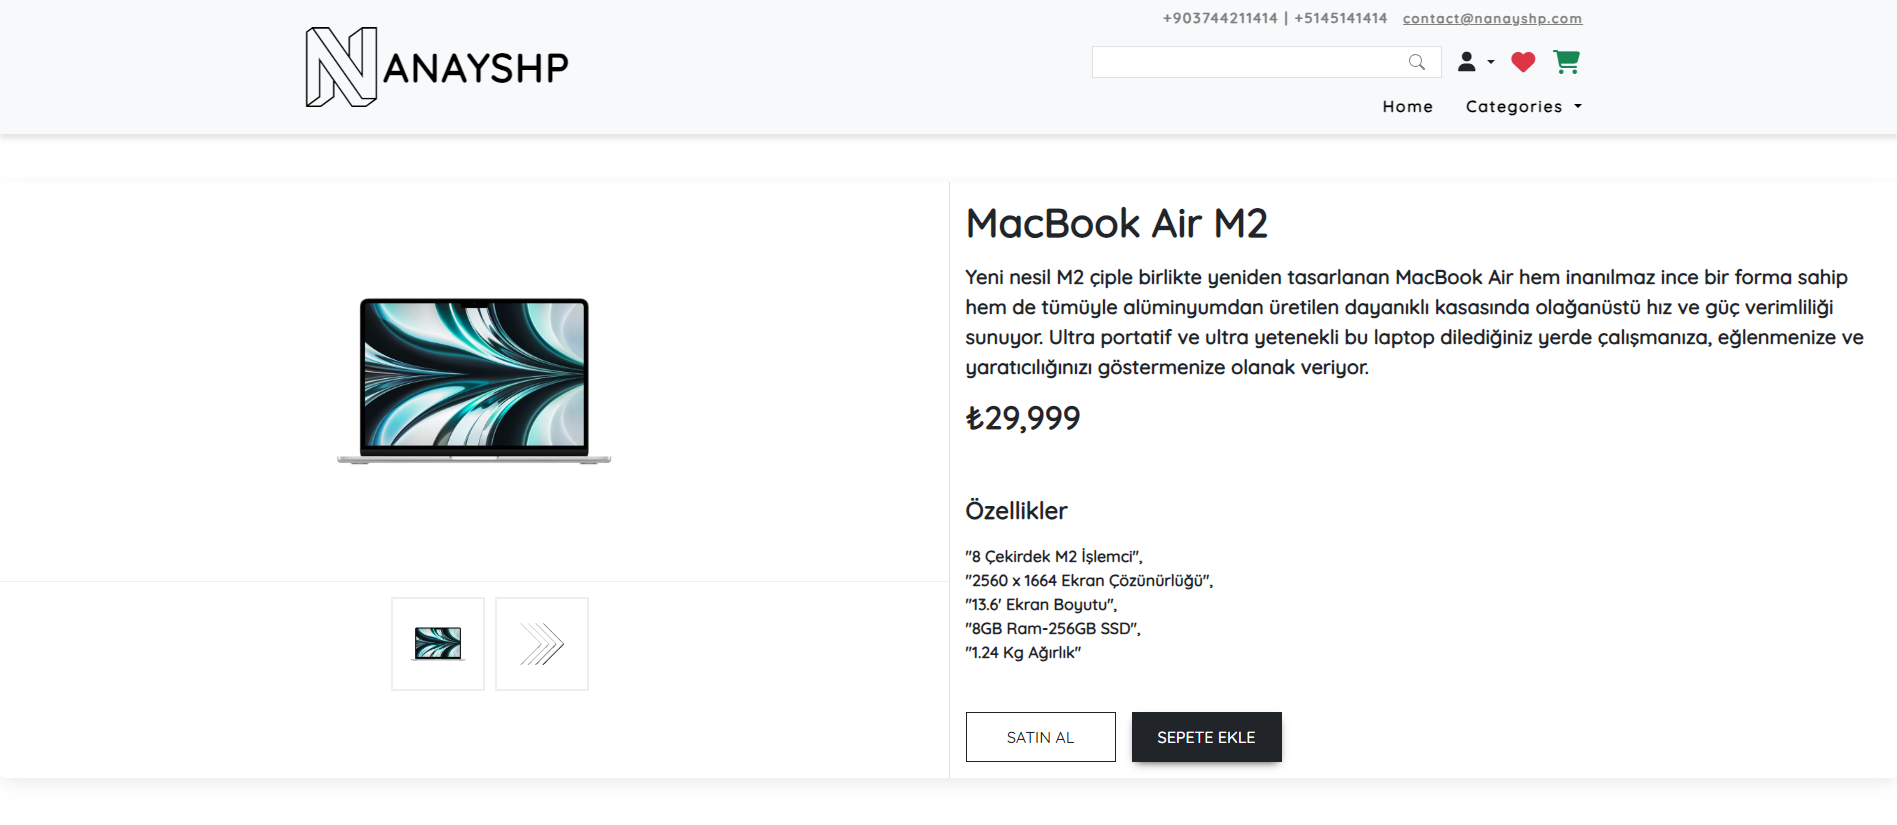 +903744211414 | +5145141414 contact@nanayshp.com
NANAYSHP
Home Categories
MacBook Air M2
Yeni nesil M2 çiple birlikte yeniden tasarlanan MacBook Air hem inanılmaz ince bir forma sahip
hem de tümüyle alüminyumdan üretilen dayanıklı kasasında olağanüstü hız ve güç verimliliği
sunuyor. Ultra portatif ve ultra yetenekli bu laptop dilediğiniz yerde çalışmanıza, eğlenmenize ve
yaratıcılığınızı göstermenize olanak veriyor.
₺29,999
Özellikler
"8 Çekirdek M2 İşlemci",
"2560 x 1664 Ekran Çözünürlüğü",
"13.6' Ekran Boyutu",
"8GB Ram-256GB SSD",
"1.24 Kg Ağırlık"
SATIN AL SEPETE EKLE